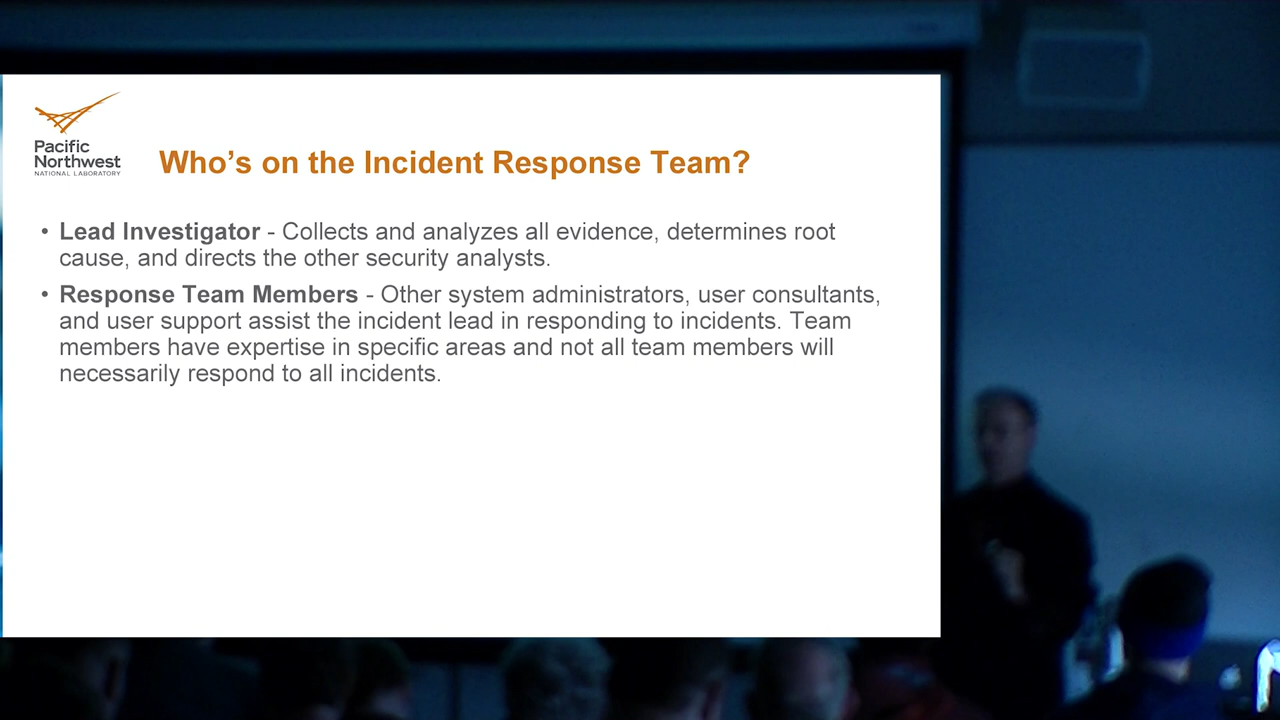 Pacific
Northwest
NATIONAL LABORATORY
Who’s on the Incident Response Team?
• Lead Investigator - Collects and analyzes all evidence, determines root
cause, and directs the other security analysts.
• Response Team Members - Other system administrators, user consultants,
and user support assist the incident lead in responding to incidents. Team
members have expertise in specific areas and not all team members will
necessarily respond to all incidents.